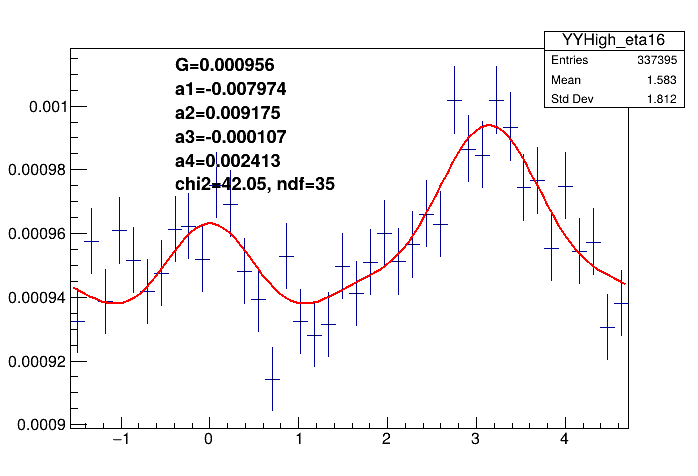 YYHigh_eta16
Entries 337395
Mean 1.583
Std Dev 1.812
G=0.000956
a1=-0.007974
a2=0.009175
a3=-0.000107
a4=0.002413
chi2=42.05, ndf=35
0.001
0.00098
0.00096
0.00094
0.00092
0.0009
−1 0 1 2 3 4